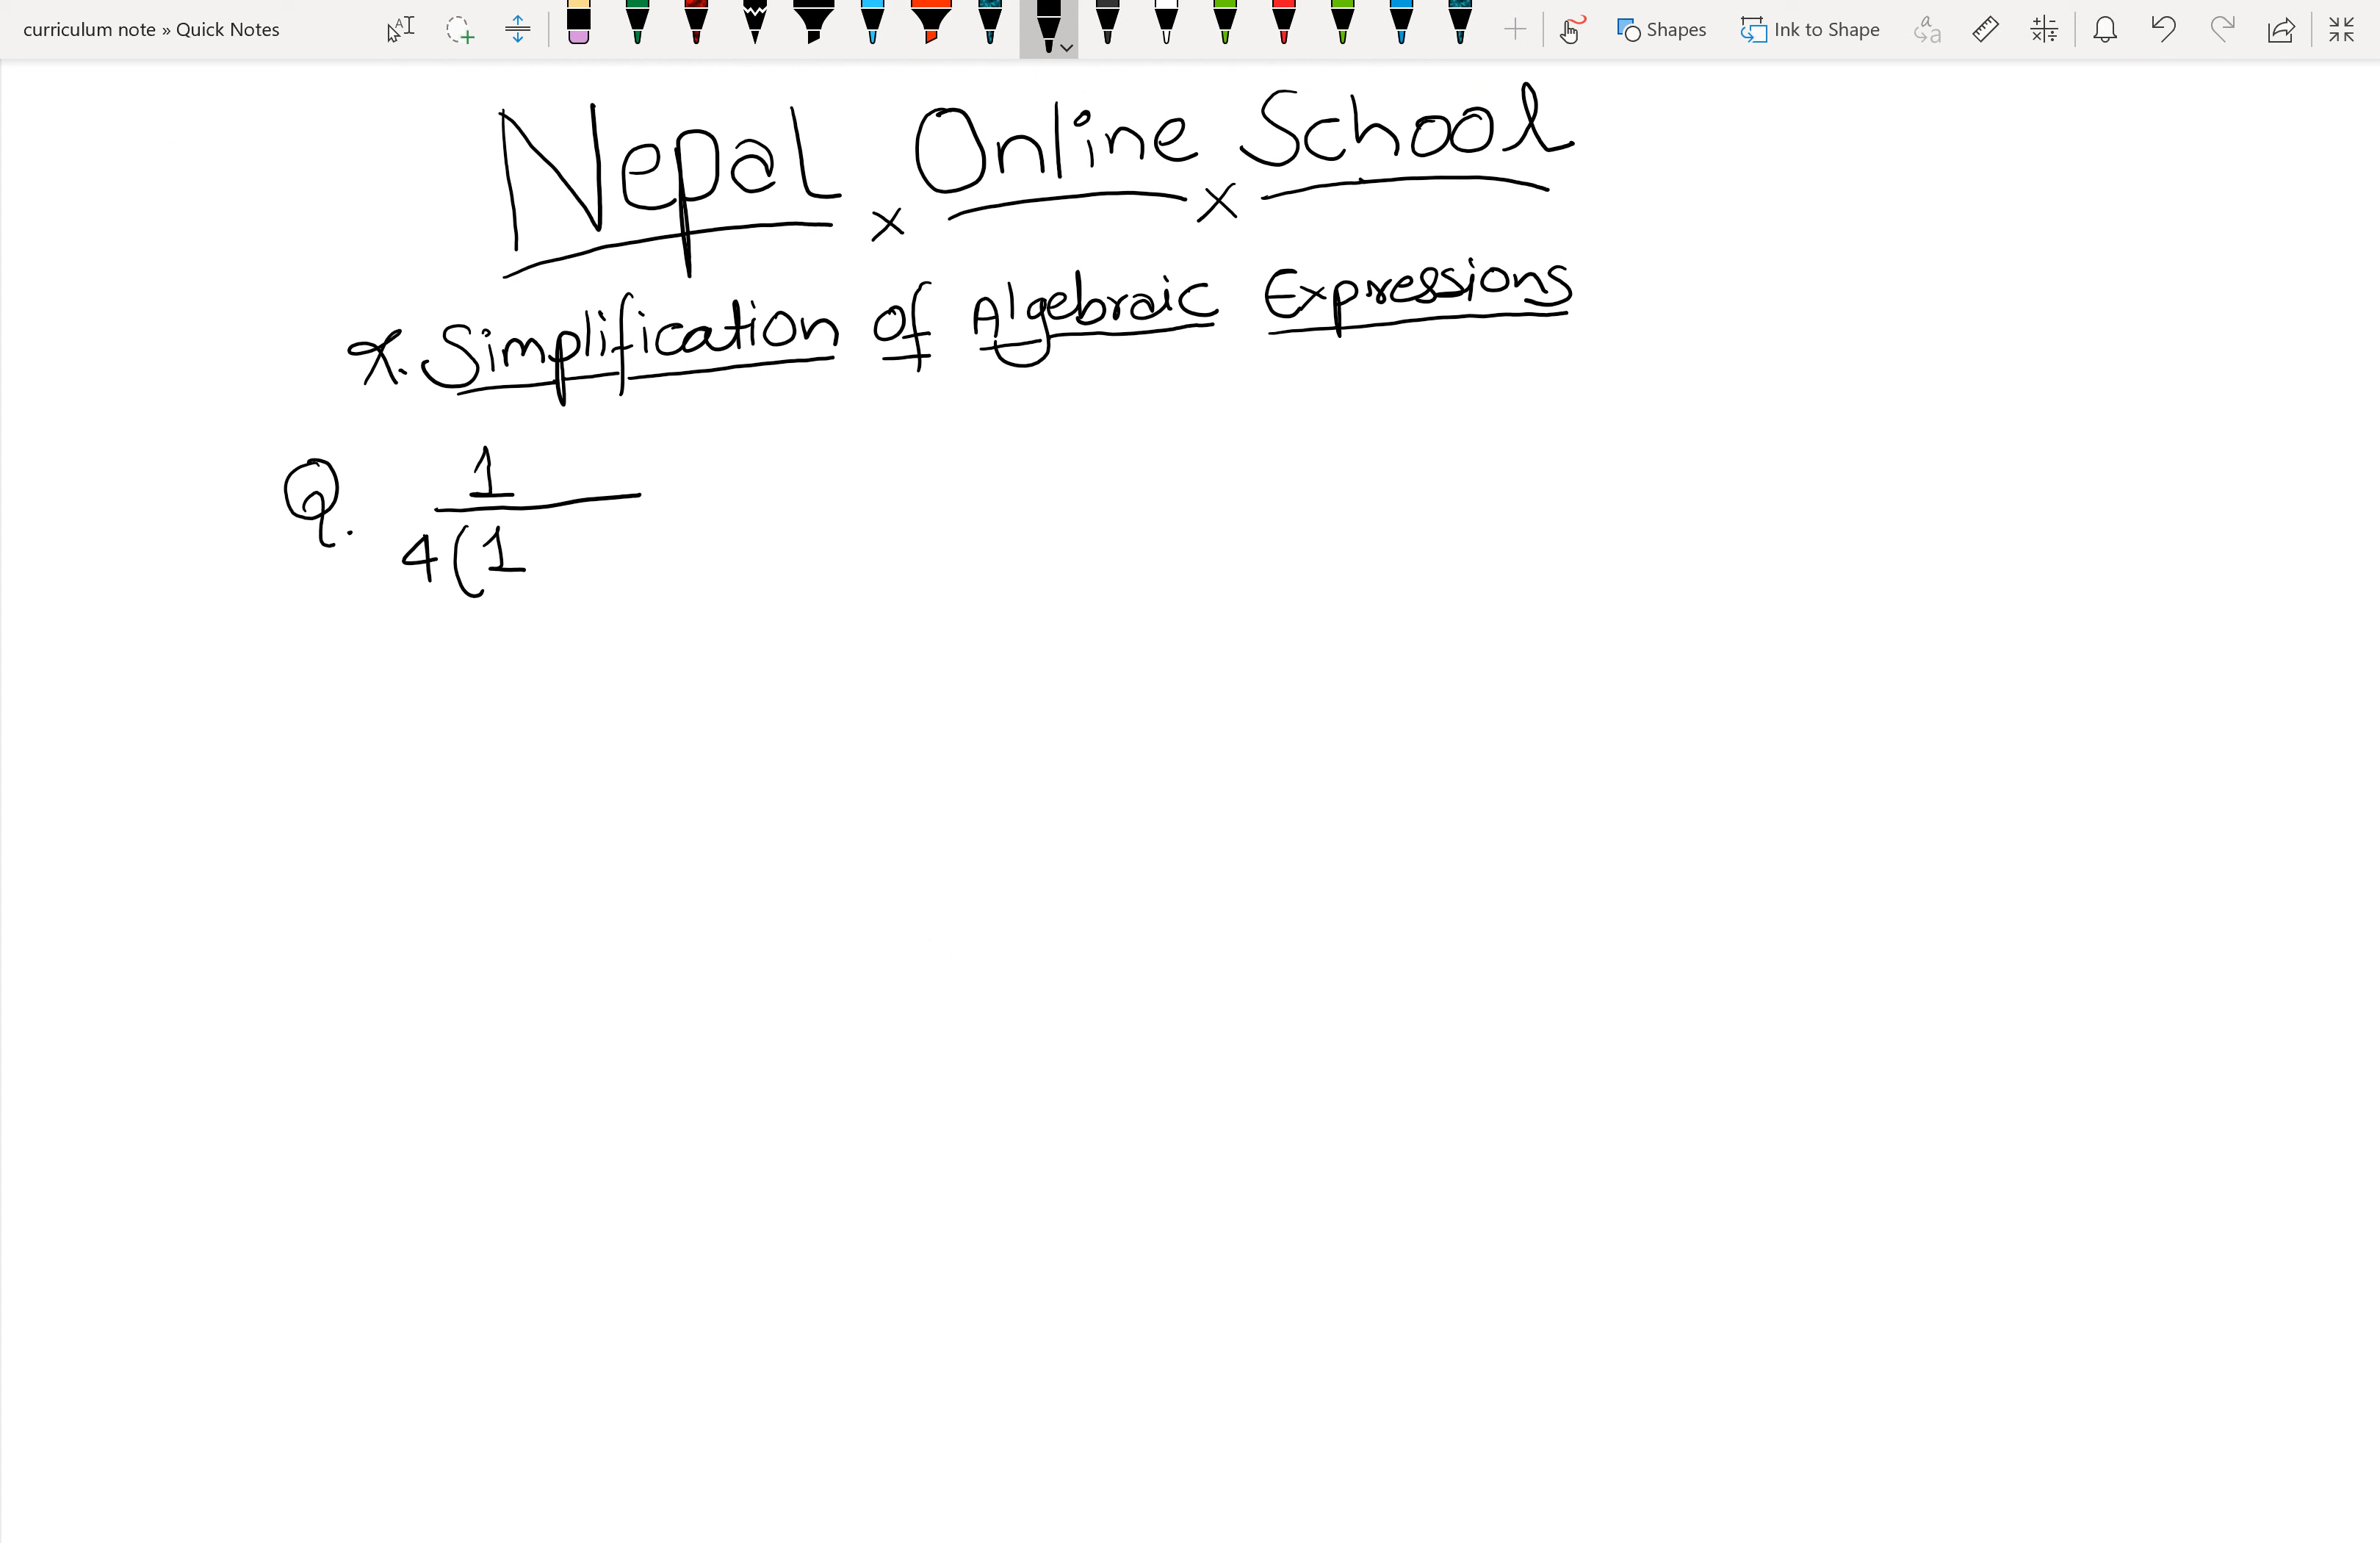 curriculum note » Quick Notes Shapes Ink to Shape
Nepal Online School
*. Simplification of Algebraic Expressions
Q. 1
4(1